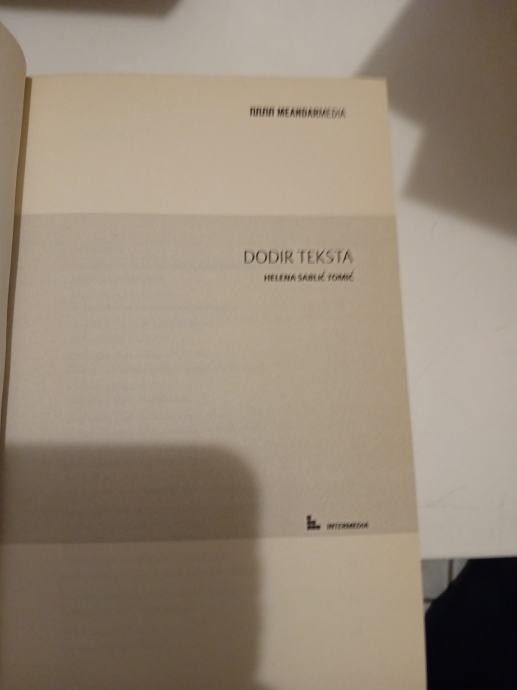 MEANDARMEDIA
DODIR TEKSTA
HELENA SABLIĆ TOMIĆ
INTERMEDIA